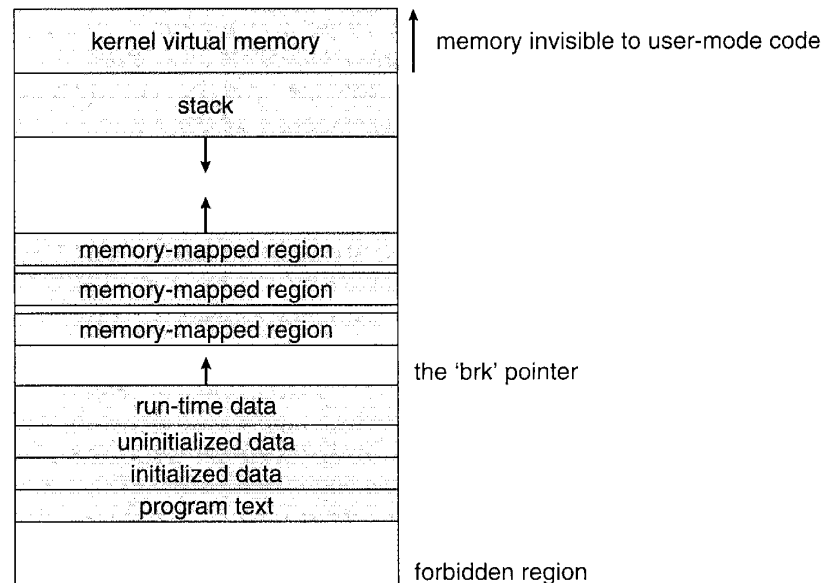 kernel virtual memory
memory invisible to user-mode code
stack
memory-mapped region
memory-mapped region
memory-mapped region
the 'brk' pointer
run-time data
uninitialized data
initialized data
program text
forbidden region